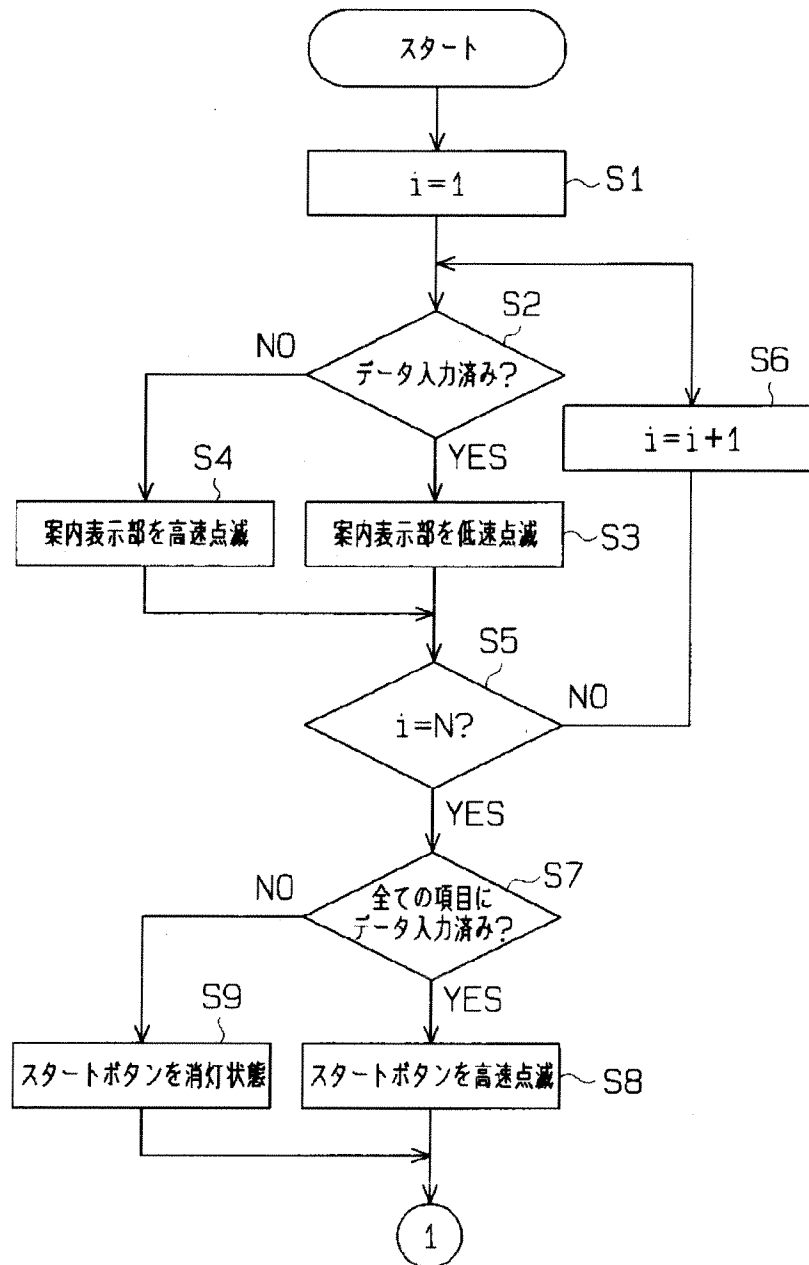 スタート
i=1
S1
S2
NO
データ入力済み?
S6
i=i+1
YES
S4
案内表示部を高速点滅
案内表示部を低速点滅
S3
S5
i=N?
NO
YES
S7
NO
全ての項目に
データ入力済み?
YES
S9
スタートボタンを消灯状態
スタートボタンを高速点滅
S8
1